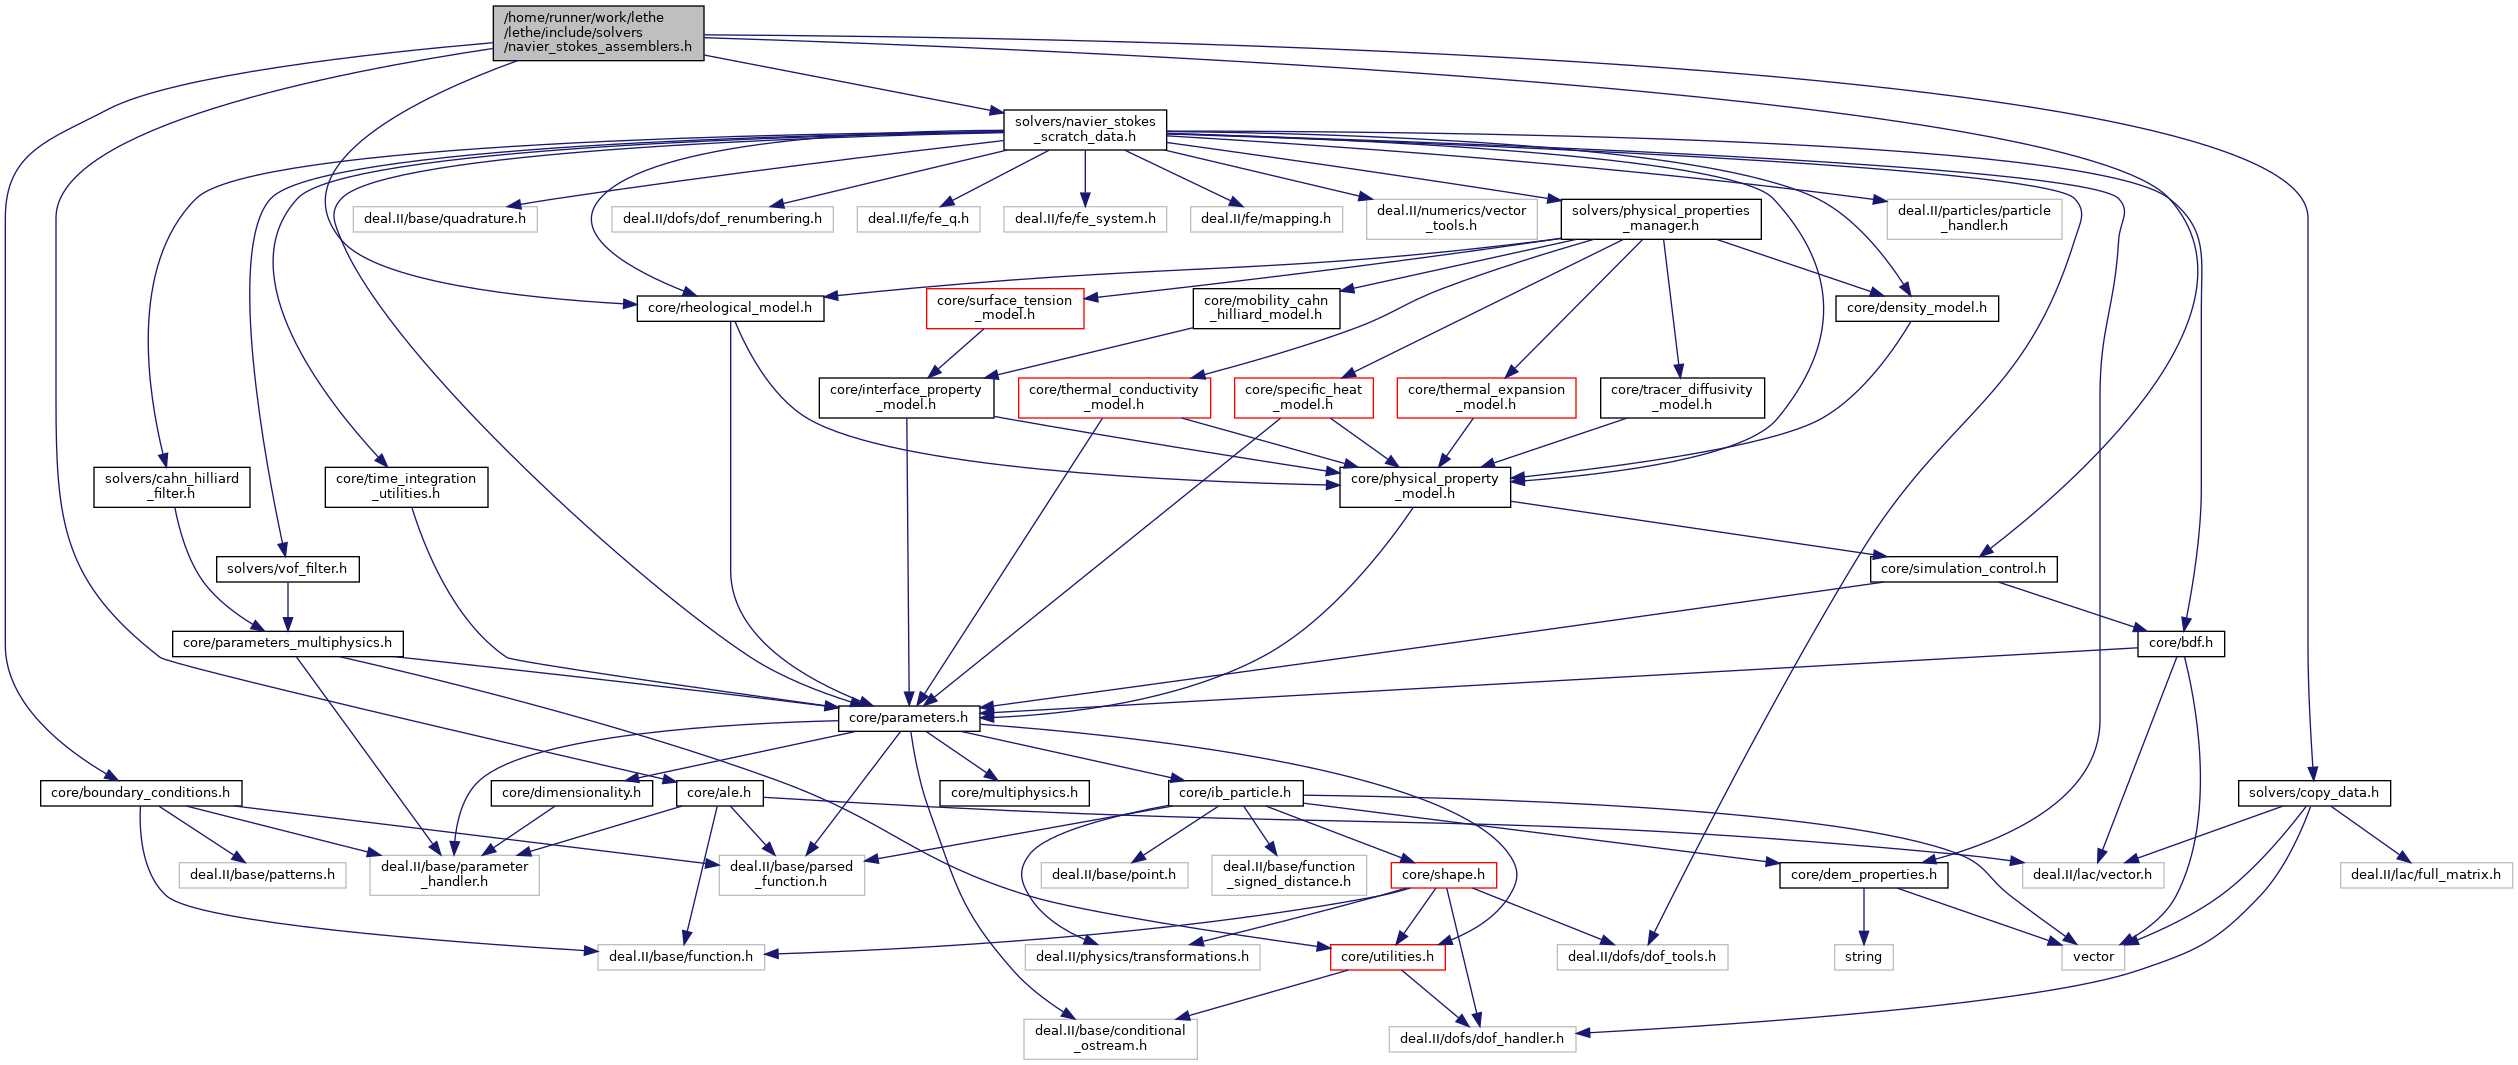 /home/runner/work/lethe
/lethe/include/solvers
/navier_stokes_assemblers.h
solvers/navier_stokes
_scratch_data.h
deal.II/base/quadrature.h
deal.II/dofs/dof_renumbering.h
deal.II/fe/fe_q.h
deal.II/fe/fe_system.h
deal.II/fe/mapping.h
deal.II/numerics/vector
_tools.h
solvers/physical_properties
_manager.h
deal.II/particles/particle
_handler.h
core/rheological_model.h
core/surface_tension
_model.h
core/mobility_cahn
_hilliard_model.h
core/density_model.h
core/interface_property
_model.h
core/thermal_conductivity
_model.h
core/specific_heat
_model.h
core/thermal_expansion
_model.h
core/tracer_diffusivity
_model.h
solvers/cahn_hilliard
_filter.h
core/time_integration
_utilities.h
core/physical_property
_model.h
solvers/vof_filter.h
core/simulation_control.h
core/parameters_multiphysics.h
core/bdf.h
core/parameters.h
core/boundary_conditions.h
core/dimensionality.h
core/ale.h
core/multiphysics.h
core/ib_particle.h
solvers/copy_data.h
deal.II/base/patterns.h
deal.II/base/parameter
_handler.h
deal.II/base/parsed
_function.h
deal.II/base/point.h
deal.II/base/function
_signed_distance.h
core/shape.h
core/dem_properties.h
deal.II/lac/vector.h
deal.II/lac/full_matrix.h
deal.II/base/function.h
deal.II/physics/transformations.h
core/utilities.h
deal.II/dofs/dof_tools.h
string
vector
deal.II/base/conditional
_ostream.h
deal.II/dofs/dof_handler.h